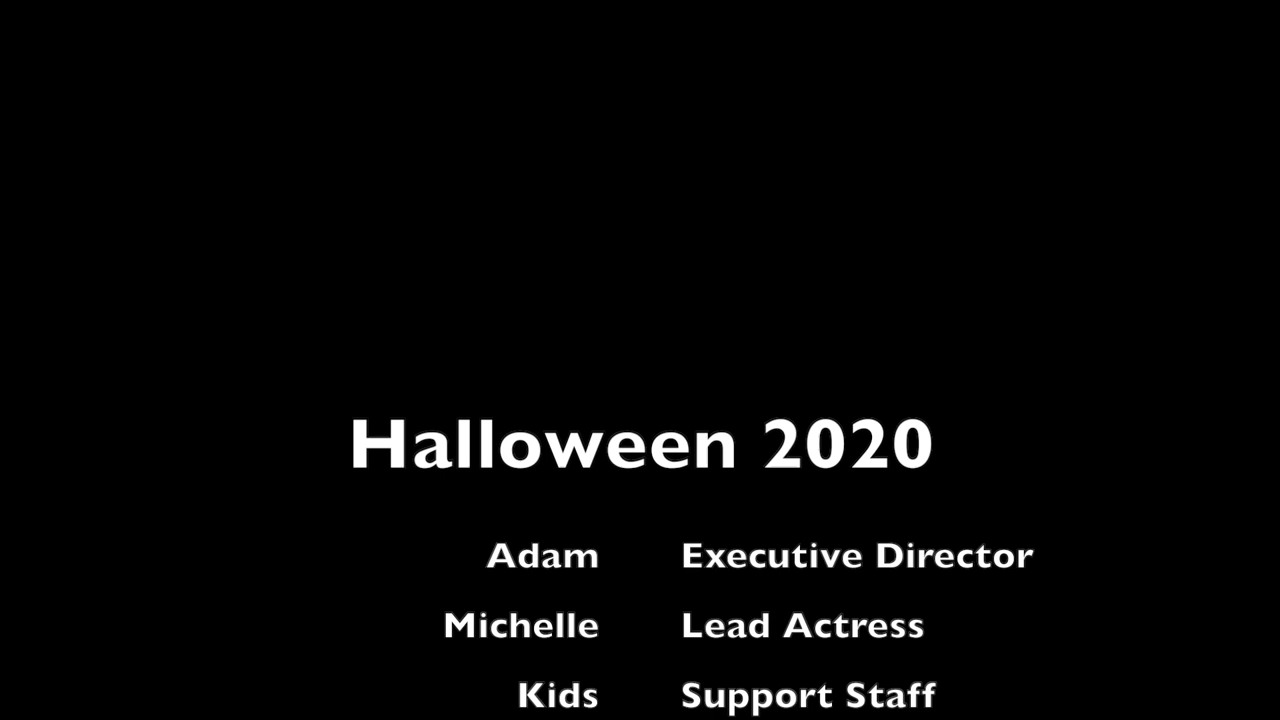 Halloween 2020
Adam Executive Director
Michelle Lead Actress
Kids Support Staff